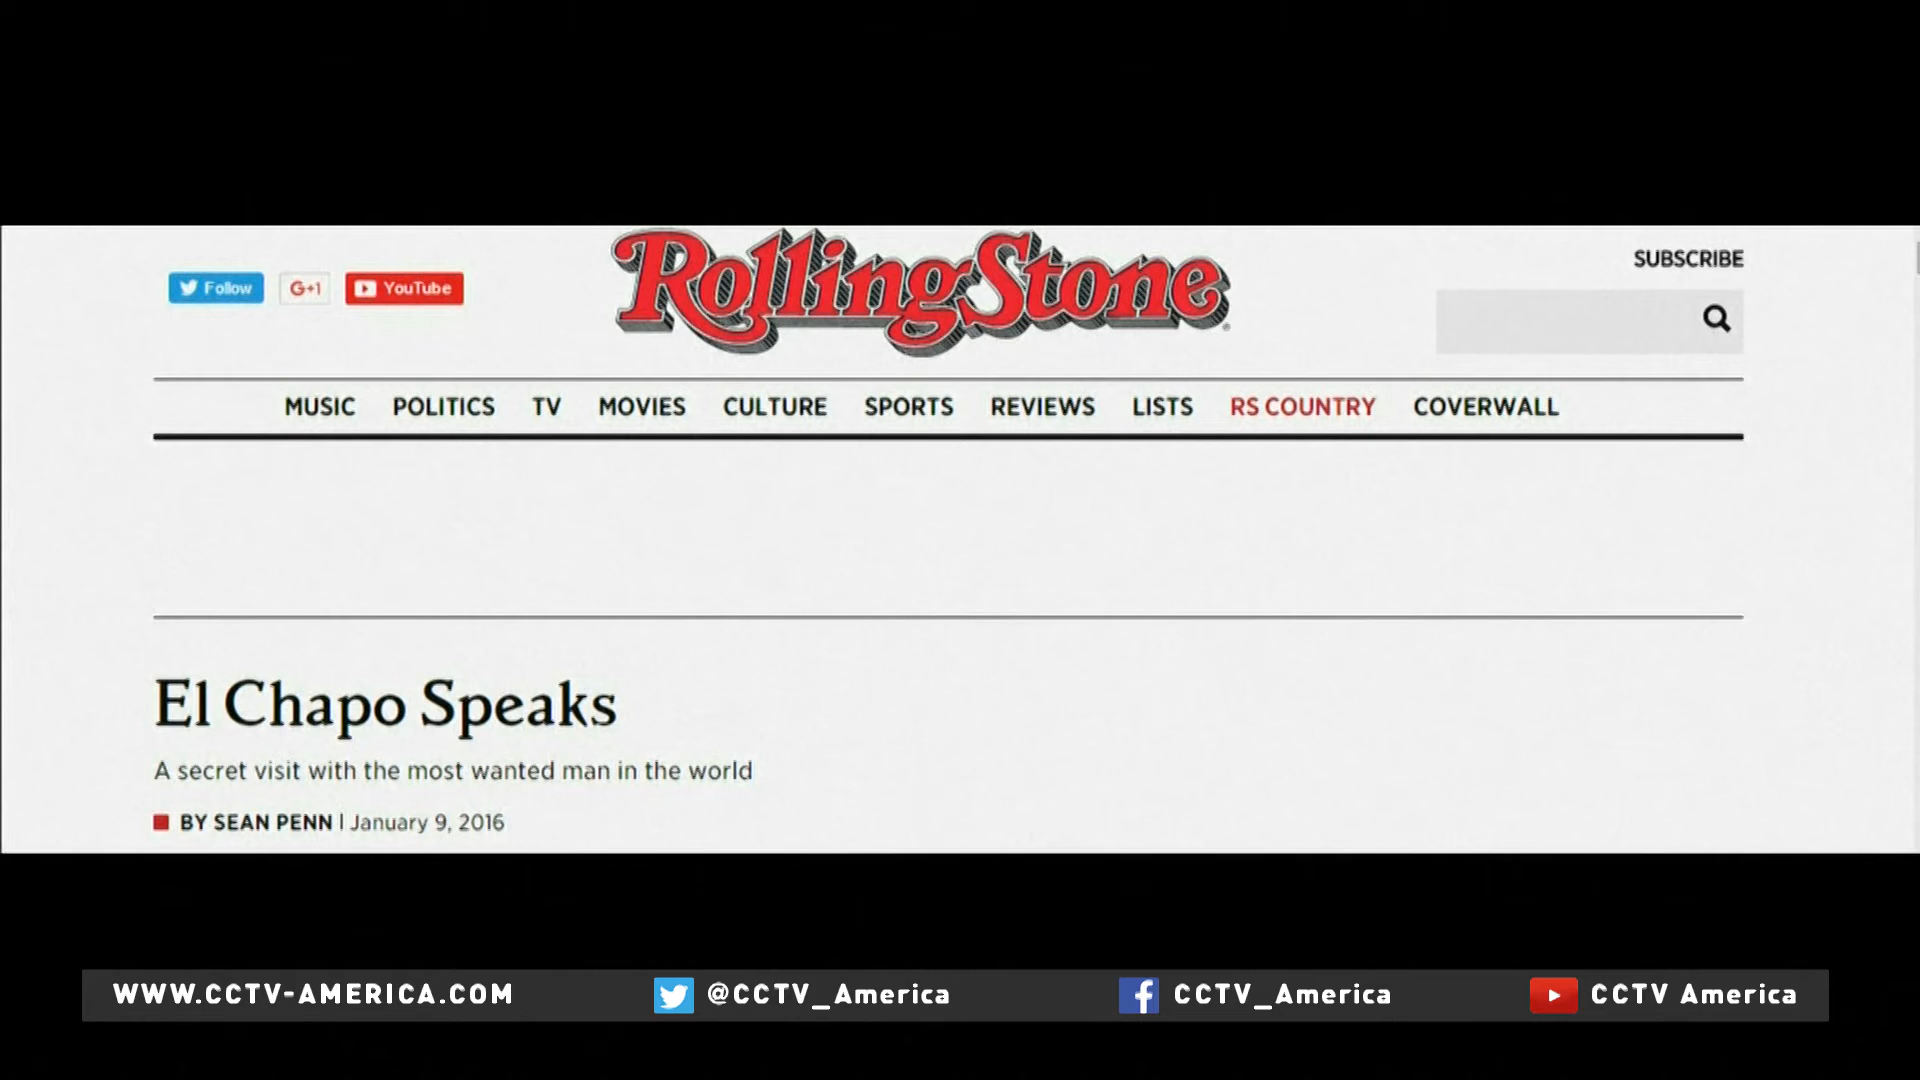 SUBSCRIBE
Follow G+1 YouTube
RollingStone
MUSIC POLITICS TV MOVIES CULTURE SPORTS REVIEWS LISTS RS COUNTRY COVERWALL
El Chapo Speaks
A secret visit with the most wanted man in the world
BY SEAN PENN | January 9, 2016
WWW.CCTV-AMERICA.COM @CCTV_America CCTV_America CCTV America